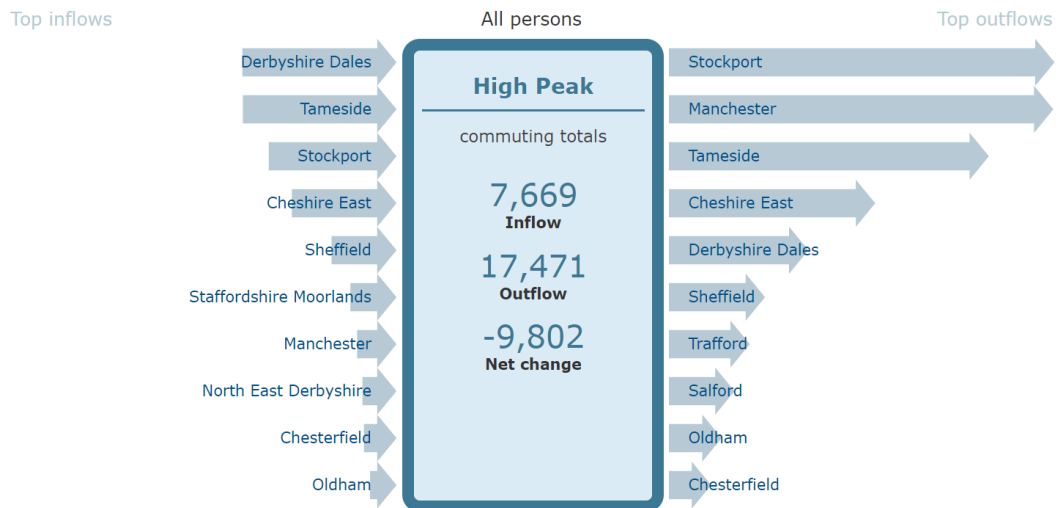 Top inflows
All persons
Top outflows
Derbyshire Dales
Tameside
Stockport
Cheshire East
Sheffield
Staffordshire Moorlands
Manchester
North East Derbyshire
Chesterfield
Oldham
High Peak
commuting totals
7,669
Inflow
17,471
Outflow
-9,802
Net change
Stockport
Manchester
Tameside
Cheshire East
Derbyshire Dales
Sheffield
Trafford
Salford
Oldham
Chesterfield